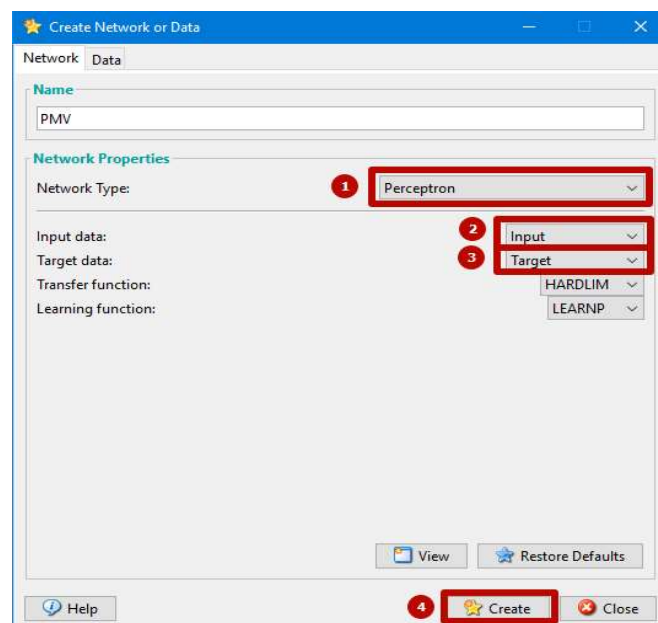 Create Network or Data
Network Data
Name
PMV
Network Properties
Network Type: 1 Perceptron
Input data: 2 Input
Target data: 3 Target
Transfer function: HARDLIM
Learning function: LEARNP
View Restore Defaults
Help 4 Create Close